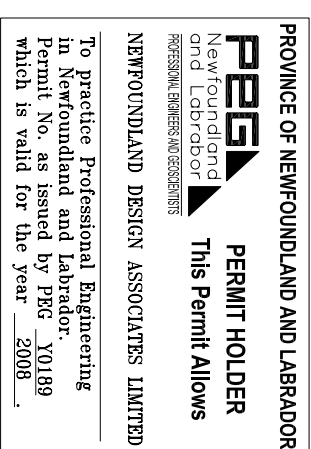 PROVINCE OF NEWFOUNDLAND AND LABRADOR
PEG
Newfoundland
and Labrador
PROFESSIONAL ENGINEERS AND GEOSCIENTISTS
PERMIT HOLDER
This Permit Allows
NEWFOUNDLAND DESIGN ASSOCIATES LIMITED
To practice Professional Engineering
in Newfoundland and Labrador.
Permit No. as issued by PEG Y0189
which is valid for the year 2008 .